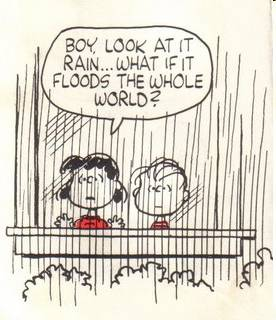 BOY, LOOK AT IT
RAIN...WHAT IF IT
FLOODS THE WHOLE
WORLD?